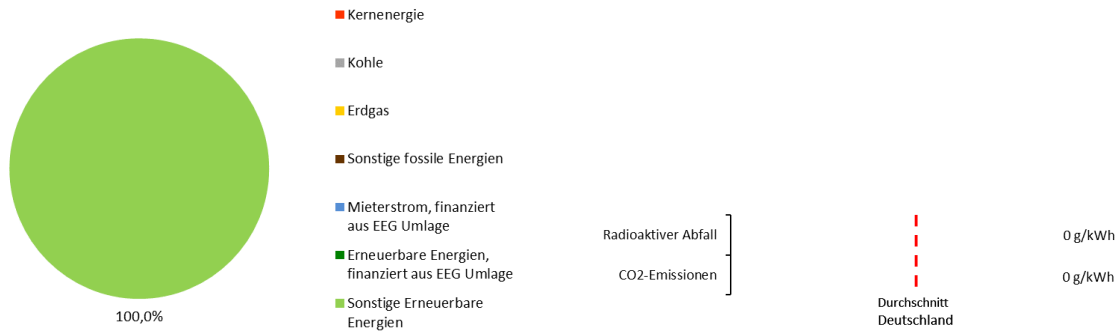 Kernenergie
Kohle
Erdgas
Sonstige fossile Energien
Mieterstrom, finanziert
aus EEG Umlage
Erneuerbare Energien,
finanziert aus EEG Umlage
Sonstige Erneuerbare
Energien
100,0%
Radioaktiver Abfall
0 g/kWh
CO2-Emissionen
0 g/kWh
Durchschnitt
Deutschland